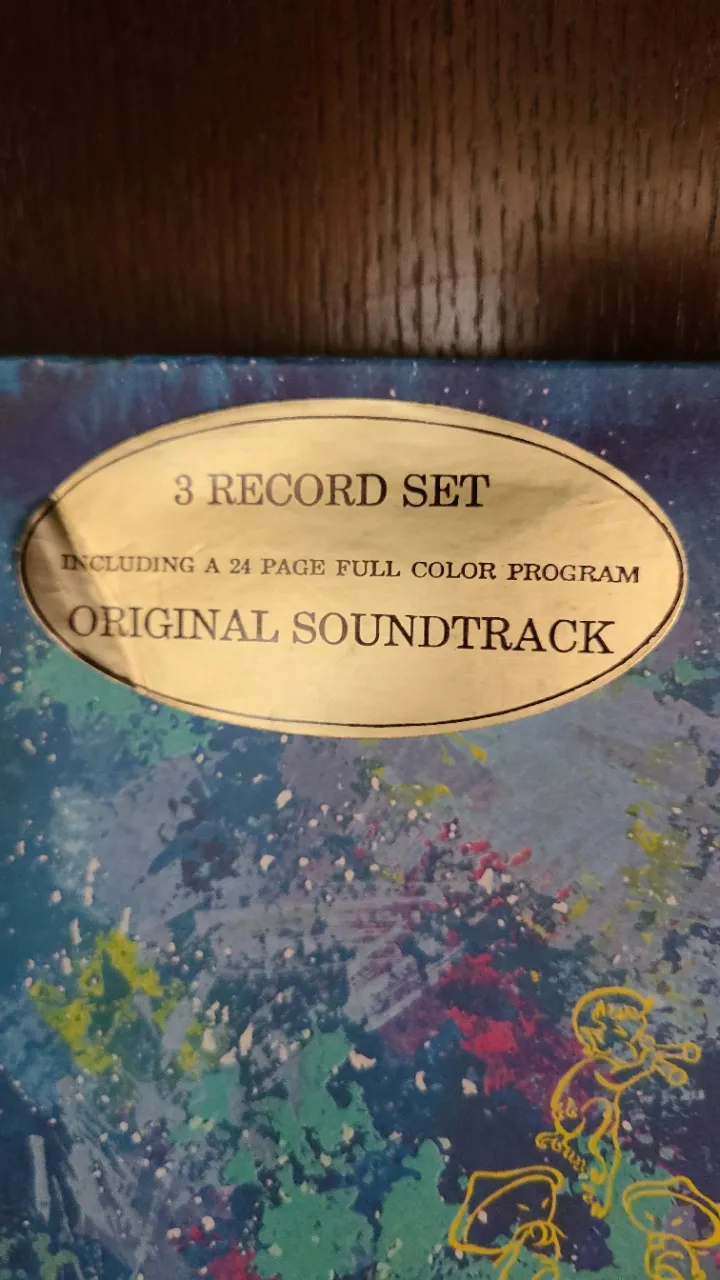 3 RECORD SET
INCLUDING A 24 PAGE FULL COLOR PROGRAM
ORIGINAL SOUNDTRACK